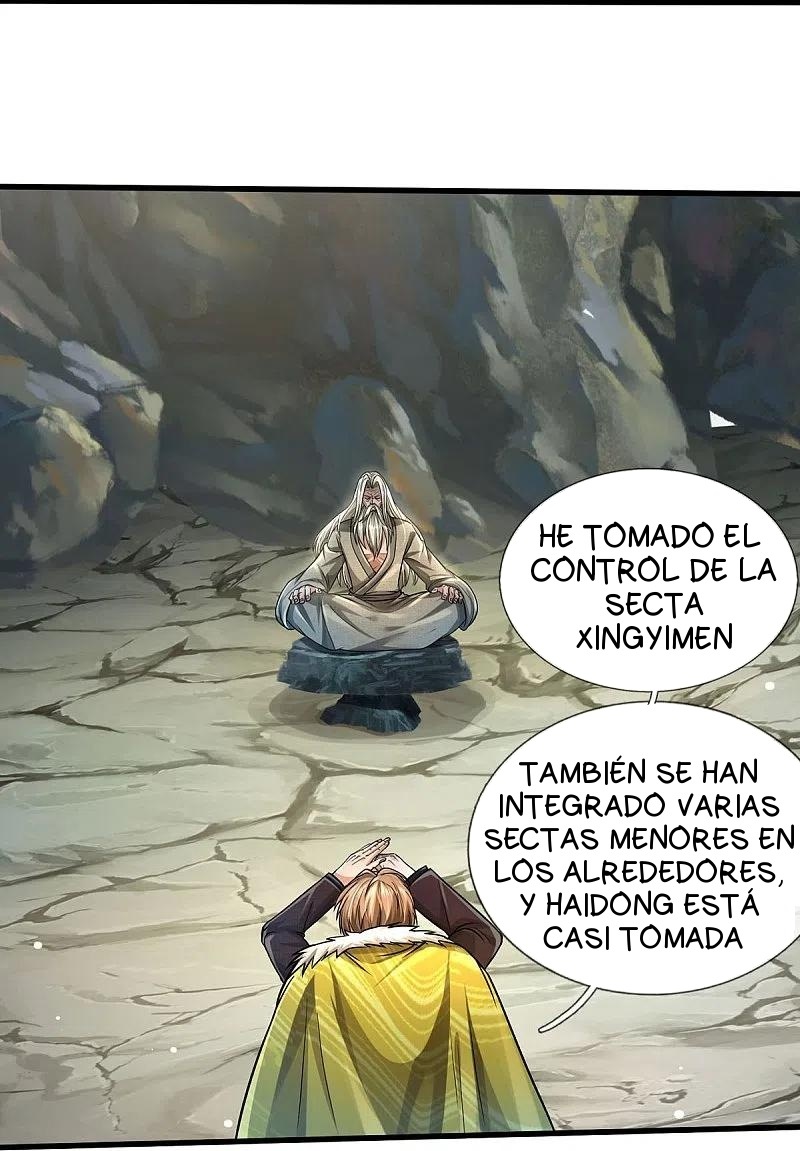 HE TOMADO EL
CONTROL DE LA
SECTA
XINGYIMEN
TAMBIÉN SE HAN
INTEGRADO VARIAS
SECTAS MENORES EN
LOS ALREDEDORES,
Y HAIDONG ESTÁ
CASI TOMADA